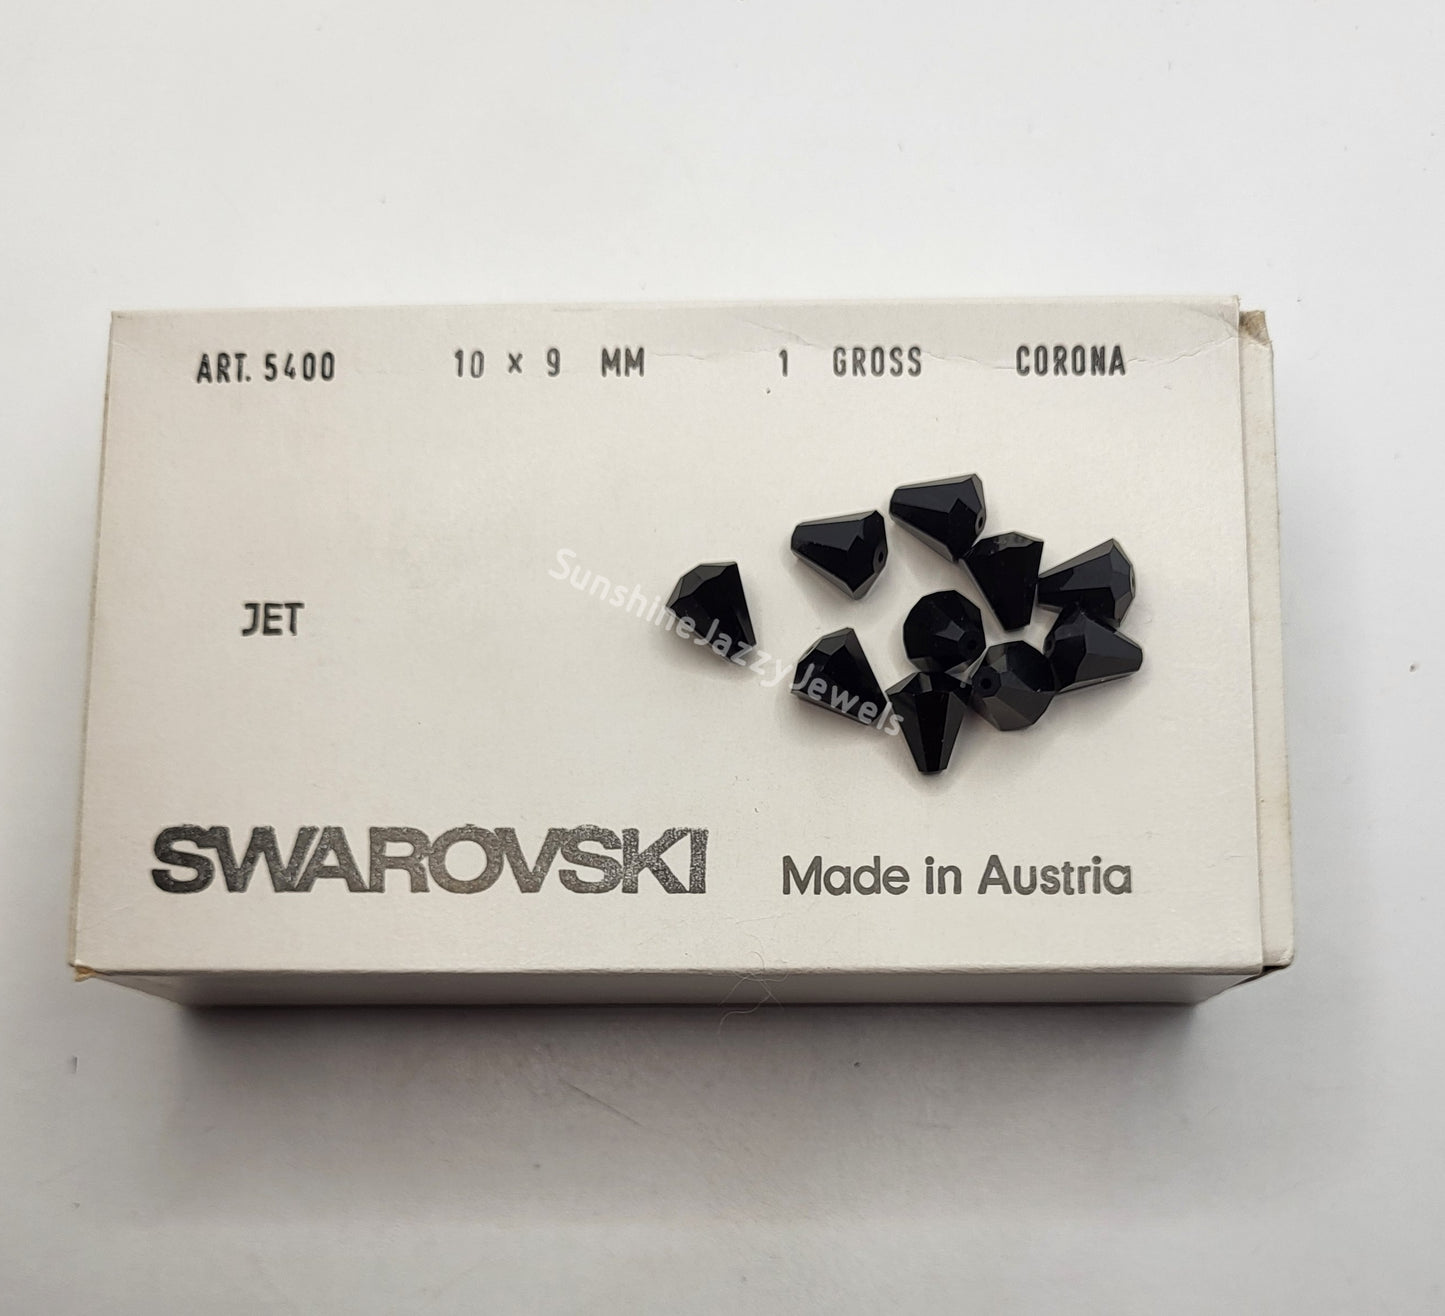 ART. 5400 10 x 9 MM 1 GROSS CORONA
SunshineJazzyJewels
JET
SWAROVSKI Made in Austria